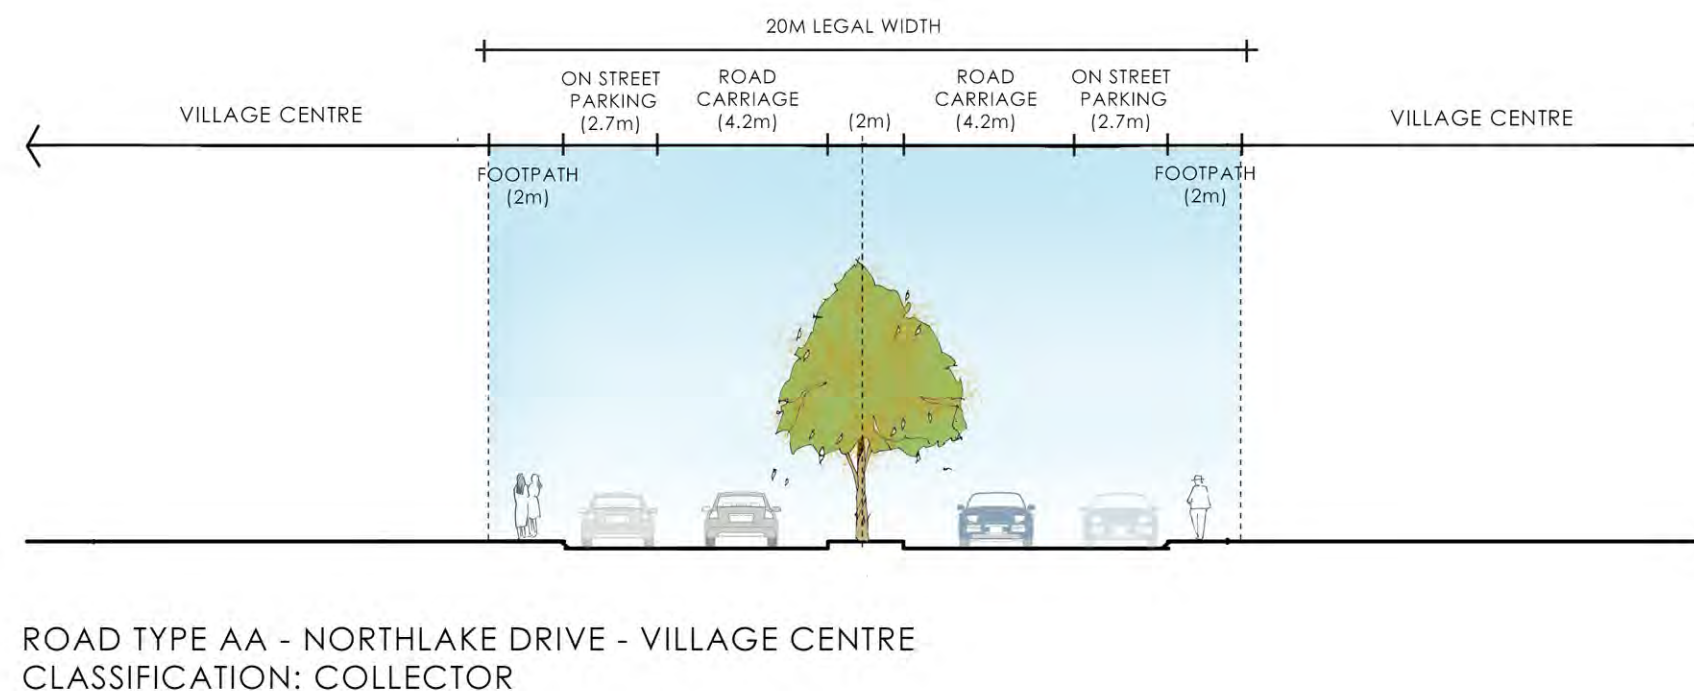 20M LEGAL WIDTH
VILLAGE CENTRE
ON STREET
PARKING
(2.7m)
ROAD
CARRIAGE
(4.2m)
(2m)
ROAD
CARRIAGE
(4.2m)
ON STREET
PARKING
(2.7m)
VILLAGE CENTRE
FOOTPATH
(2m)
FOOTPATH
(2m)
ROAD TYPE AA - NORTHLAKE DRIVE - VILLAGE CENTRE
CLASSIFICATION: COLLECTOR